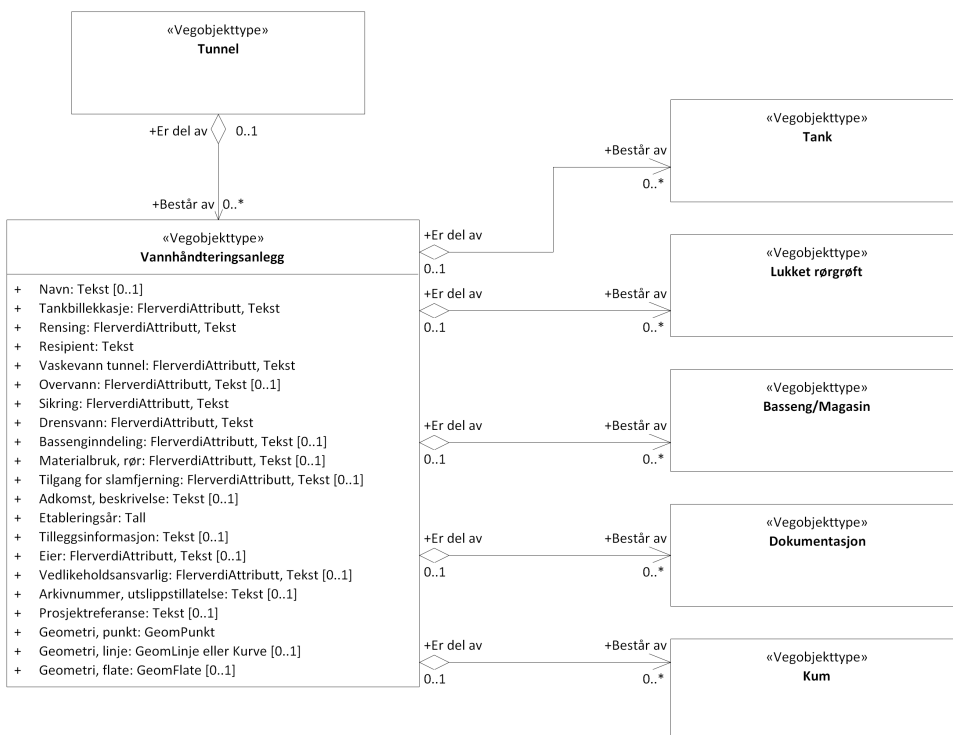 «Vegobjekttype»
Tunnel
+Er del av 0..1
+Består av 0..*
«Vegobjekttype»
Vannhåndteringsanlegg
+ Navn: Tekst [0..1]
+ Tankbillekkasje: FlerverdiAttributt, Tekst
+ Rensing: FlerverdiAttributt, Tekst
+ Resipient: Tekst
+ Vaskevann tunnel: FlerverdiAttributt, Tekst
+ Overvann: FlerverdiAttributt, Tekst [0..1]
+ Sikring: FlerverdiAttributt, Tekst
+ Drensvann: FlerverdiAttributt, Tekst
+ Bassenginndeling: FlerverdiAttributt, Tekst [0..1]
+ Materialbruk, rør: FlerverdiAttributt, Tekst [0..1]
+ Tilgang for slamfjerning: FlerverdiAttributt, Tekst [0..1]
+ Adkomst, beskrivelse: Tekst [0..1]
+ Etableringsår: Tall
+ Tilleggsinformasjon: Tekst [0..1]
+ Eier: FlerverdiAttributt, Tekst [0..1]
+ Vedlikeholdsansvarlig: FlerverdiAttributt, Tekst [0..1]
+ Arkivnummer, utslippstillatelse: Tekst [0..1]
+ Prosjektreferanse: Tekst [0..1]
+ Geometri, punkt: GeomPunkt
+ Geometri, linje: GeomLinje eller Kurve [0..1]
+ Geometri, flate: GeomFlate [0..1]
+Er del av
0..1
+Består av
0..*
«Vegobjekttype»
Tank
+Er del av
0..1
+Består av
0..*
«Vegobjekttype»
Lukket rørgrøft
+Er del av
0..1
+Består av
0..*
«Vegobjekttype»
Basseng/Magasin
+Er del av
0..1
+Består av
0..*
«Vegobjekttype»
Dokumentasjon
+Er del av
0..1
+Består av
0..*
«Vegobjekttype»
Kum